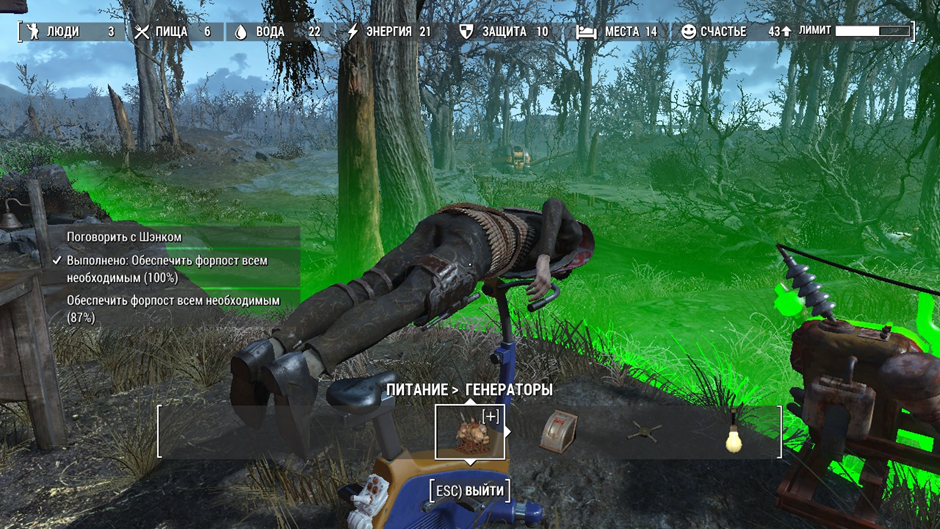 ЛЮДИ 3 ПИЩА 6 ВОДА 22 ЭНЕРГИЯ 21 ЗАЩИТА 10 МЕСТА 14 СЧАСТЬЕ 43 ЛИМИТ
Поговорить с Шэнком
✓ Выполнено: Обеспечить форпост всем
необходимым (100%)
Обеспечить форпост всем необходимым
(87%)
ПИТАНИЕ > ГЕНЕРАТОРЫ
[+]
ESC) ВЫЙТИ